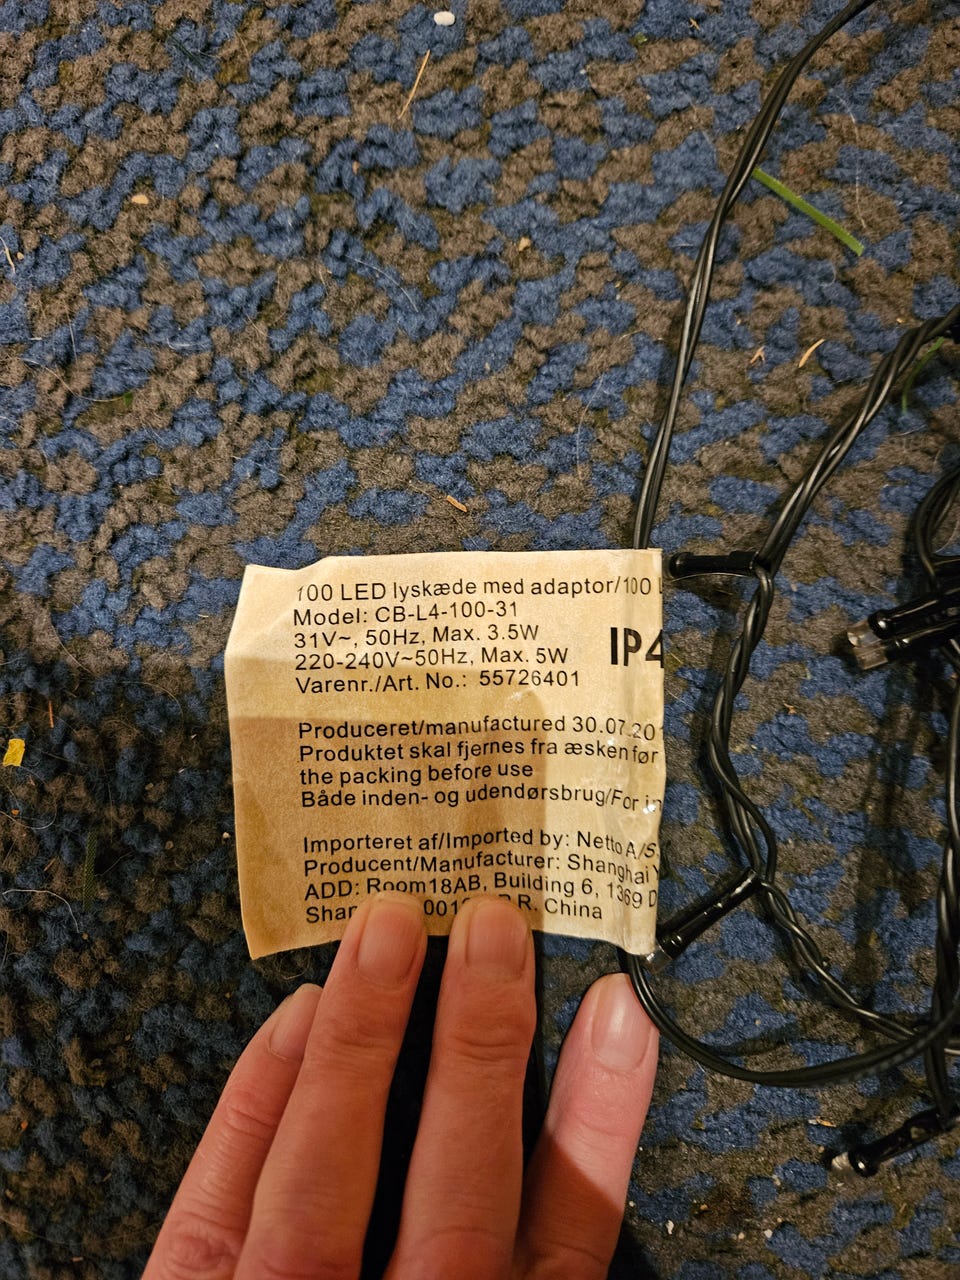 100 LED lyskæde med adaptor/100
Model: CB-L4-100-31
31V~, 50Hz, Max. 3.5W
IP4
220-240V~50Hz, Max. 5W
Varenr./Art. No.: 55726401
Produceret/manufactured 30.07.201
Produktet skal fjernes fra æsken før
the packing before use
Både inden- og udendørsbrug/For in
Importeret af/Imported by: Netto A/S
Producent/Manufacturer: Shanghai
ADD: Room18AB, Building 6, 1369
R. China